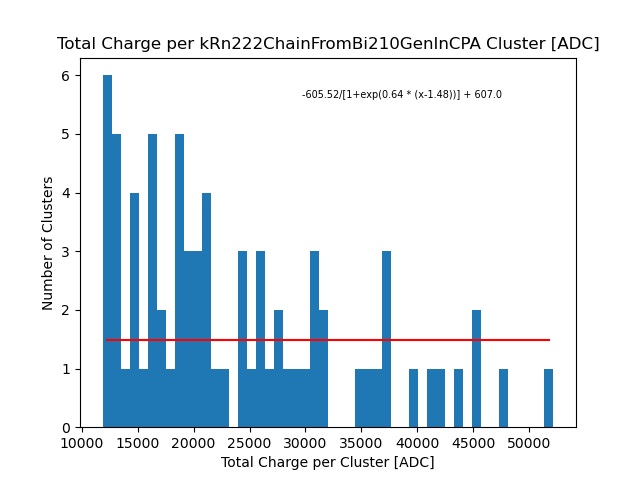 Total Charge per kRn222ChainFromBi210GenInCPA Cluster [ADC]
-605.52/[1+exp(0.64 * (x-1.48))] + 607.0
Number of Clusters
6
5
4
3
2
1
0
10000 15000 20000 25000 30000 35000 40000 45000 50000
Total Charge per Cluster [ADC]